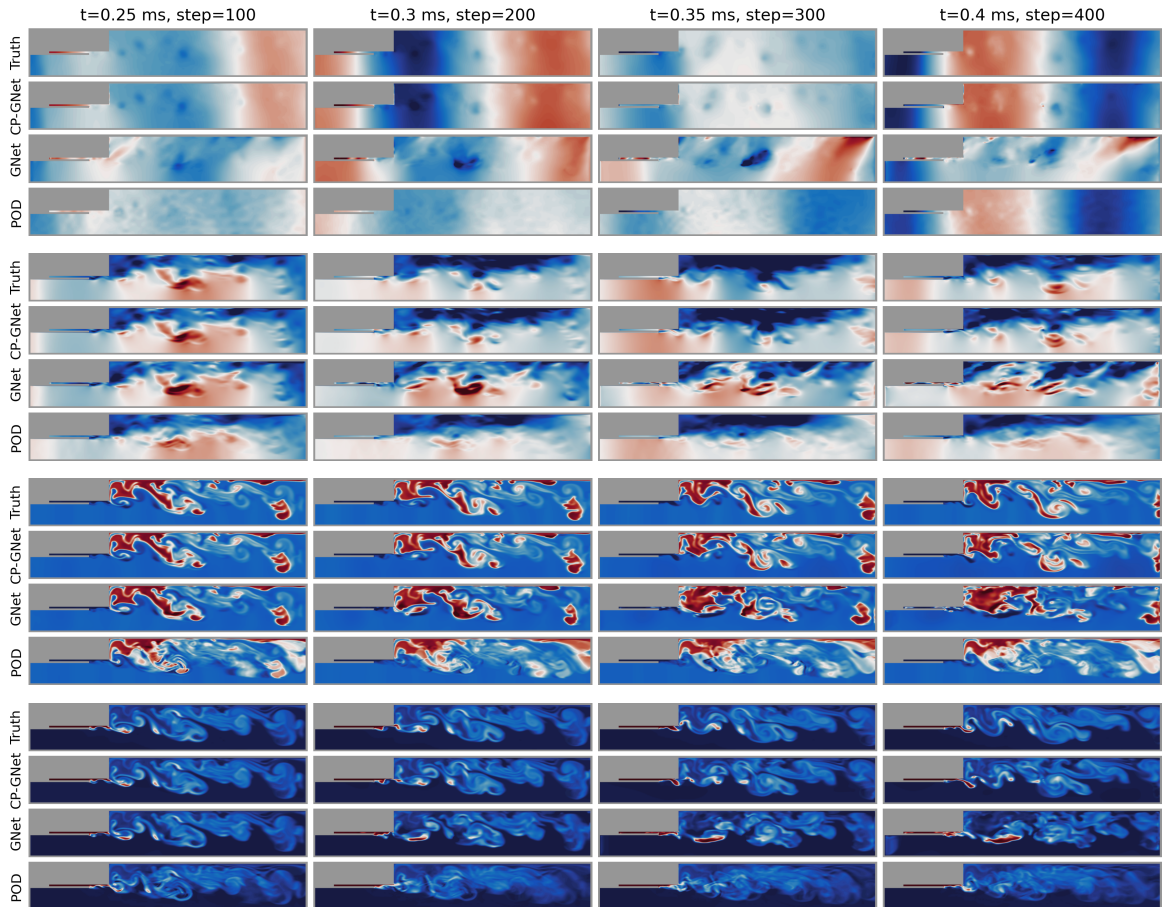 t=0.25 ms, step=100 t=0.3 ms, step=200 t=0.35 ms, step=300 t=0.4 ms, step=400
Truth
CP-GNet
GNet
POD
Truth
CP-GNet
GNet
POD
Truth
CP-GNet
GNet
POD
Truth
CP-GNet
GNet
POD